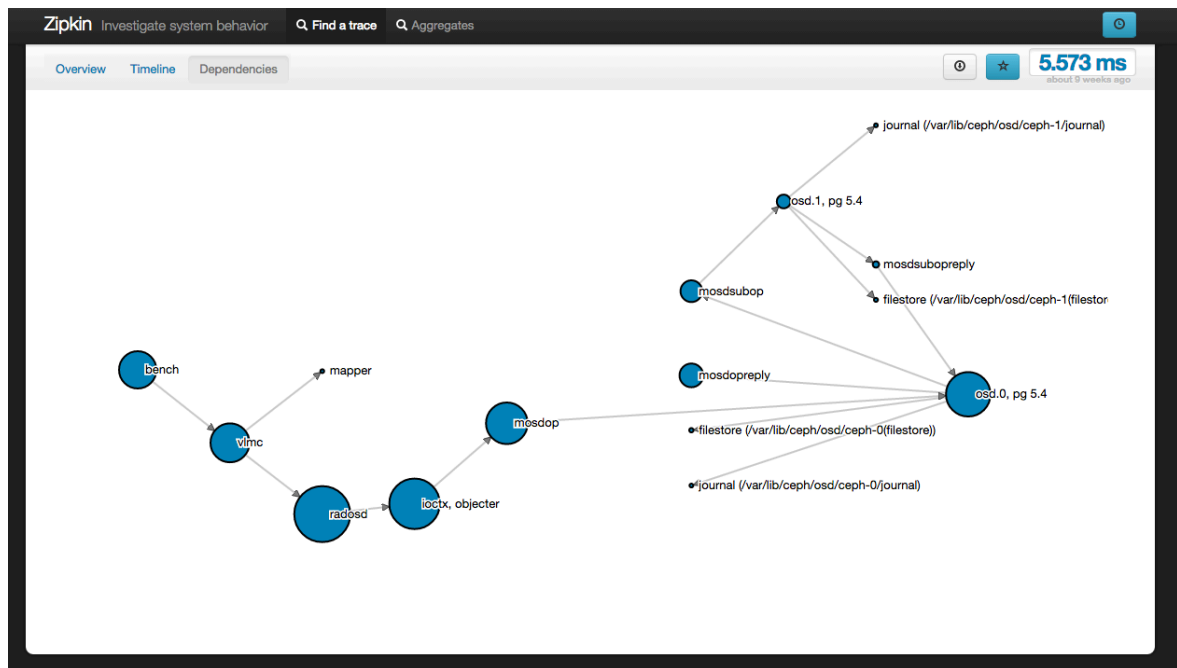 Zipkin Investigate system behavior Find a trace Aggregates
Overview Timeline Dependencies 5.573 ms
about 9 weeks ago
journal (/var/lib/ceph/osd/ceph-1/journal)
osd.1, pg 5.4
mosdsubopreply
mosdsubop
filestore (/var/lib/ceph/osd/ceph-1(filestor
bench
mapper
mosdopreply
osd.0, pg 5.4
mosdop
filestore (/var/lib/ceph/osd/ceph-0(filestore))
vlmc
journal (/var/lib/ceph/osd/ceph-0/journal)
ioctx, objecter
radosd